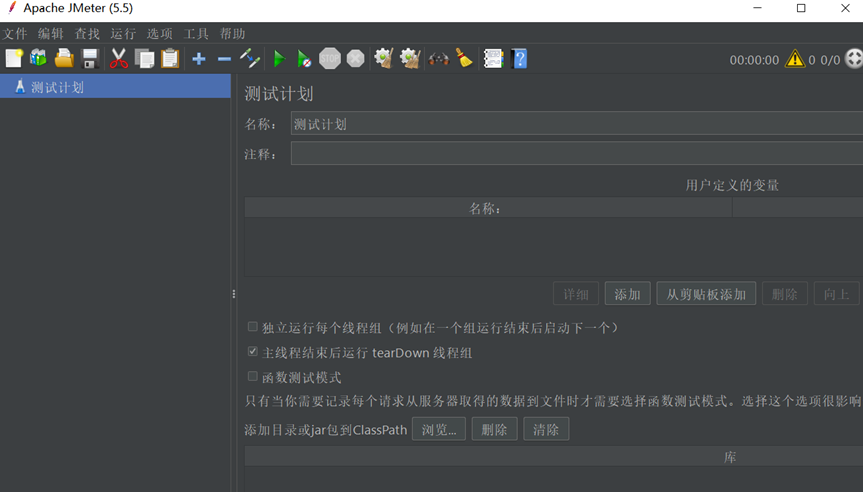 Apache JMeter (5.5)
文件 编辑 查找 运行 选项 工具 帮助
STOP
00:00:00 0 0/0
测试计划
测试计划
名称: 测试计划
注释:
用户定义的变量
名称:
详细 添加 从剪贴板添加 删除 向上
独立运行每个线程组（例如在一个组运行结束后启动下一个）
主线程结束后运行 tearDown 线程组
函数测试模式
只有当你需要记录每个请求从服务器取得的数据到文件时才需要选择函数测试模式。选择这个选项很影响
添加目录或jar包到ClassPath 浏览... 删除 清除
库